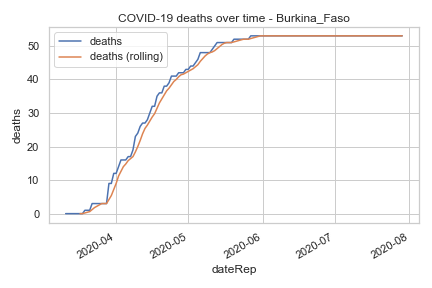 COVID-19 deaths over time - Burkina_Faso
deaths
deaths (rolling)
deaths
50
40
30
20
10
0
2020-04
2020-05
2020-06
2020-07
2020-08
dateRep